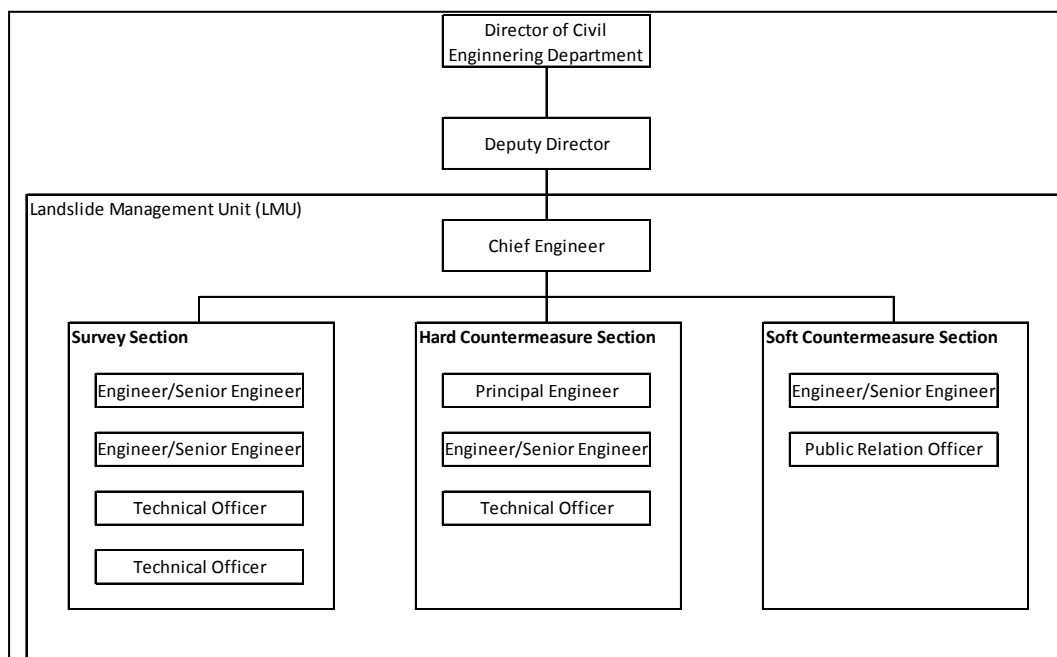 Director of Civil
Enginnering Department
Deputy Director
Landslide Management Unit (LMU)
Chief Engineer
Survey Section
Engineer/Senior Engineer
Engineer/Senior Engineer
Technical Officer
Technical Officer
Hard Countermeasure Section
Principal Engineer
Engineer/Senior Engineer
Technical Officer
Soft Countermeasure Section
Engineer/Senior Engineer
Public Relation Officer